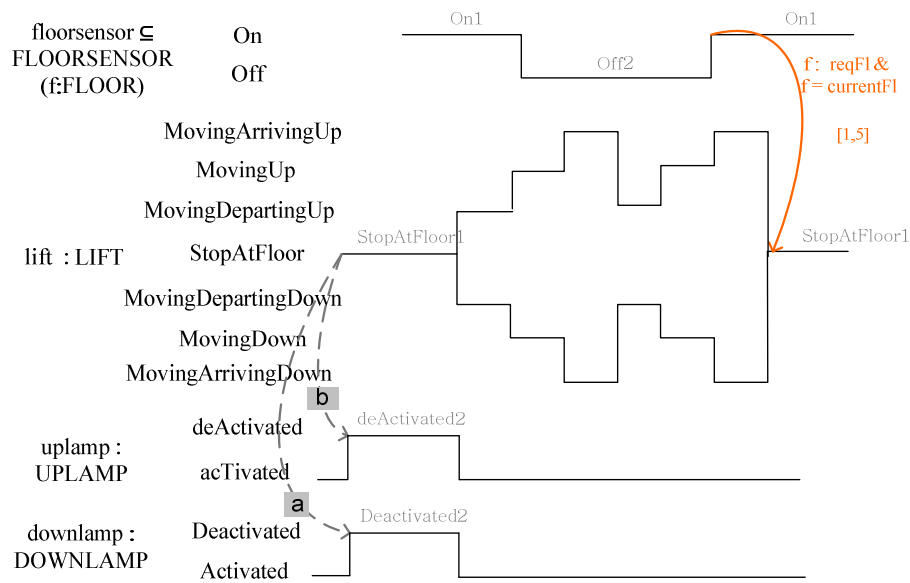 On1
On1
floorsensor ⊆
FLOORSENSOR
(f:FLOOR)
On
Off
Off2
f : reqFl &
f = currentFl
[1,5]
MovingArrivingUp
MovingUp
MovingDepartingUp
StopAtFloor1
StopAtFloor1
lift : LIFT
StopAtFloor
MovingDepartingDown
MovingDown
MovingArrivingDown
b
deActivated
deActivated2
uplamp :
UPLAMP
acTivated
a
Deactivated2
downlamp :
DOWNLAMP
Deactivated
Activated